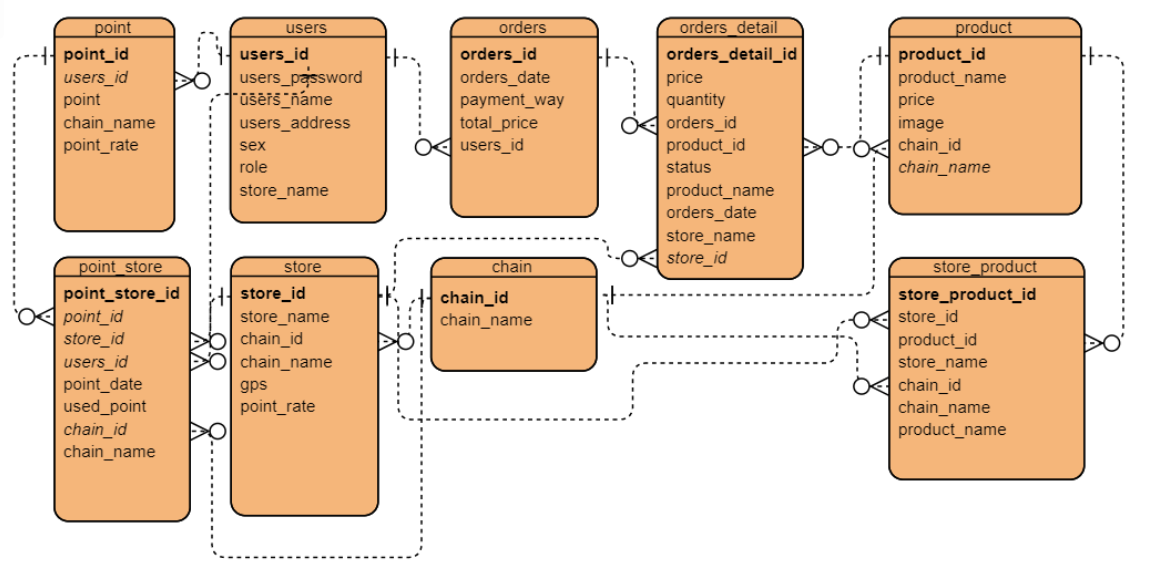 point
point_id
users_id
point
chain_name
point_rate
users
users_id
users_password
users_name
users_address
sex
role
store_name
orders
orders_id
orders_date
payment_way
total_price
users_id
orders_detail
orders_detail_id
price
quantity
orders_id
product_id
status
product_name
orders_date
store_name
store_id
product
product_id
product_name
price
image
chain_id
chain_name
point_store
point_store_id
point_id
store_id
users_id
point_date
used_point
chain_id
chain_name
store
store_id
store_name
chain_id
chain_name
gps
point_rate
chain
chain_id
chain_name
store_product
store_product_id
store_id
product_id
store_name
chain_id
chain_name
product_name